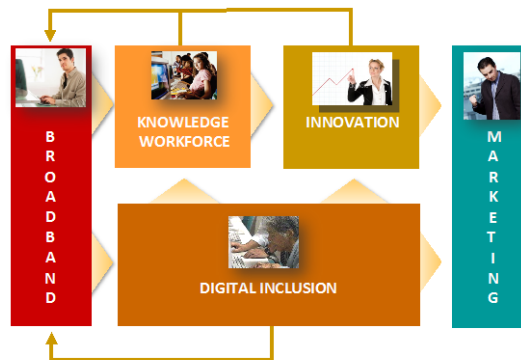 BROADBAND
KNOWLEDGE
WORKFORCE
INNOVATION
MARKETING
DIGITAL INCLUSION